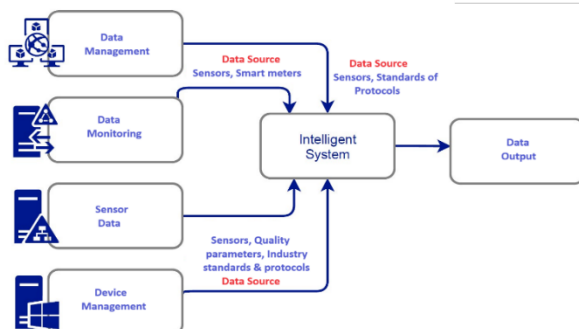 Data
Management
Data Source
Sensors, Smart meters
Data Source
Sensors, Standards of
Protocols
Data
Monitoring
Intelligent
System
Data
Output
Sensor
Data
Sensors, Quality
parameters, Industry
standards & protocols
Data Source
Device
Management